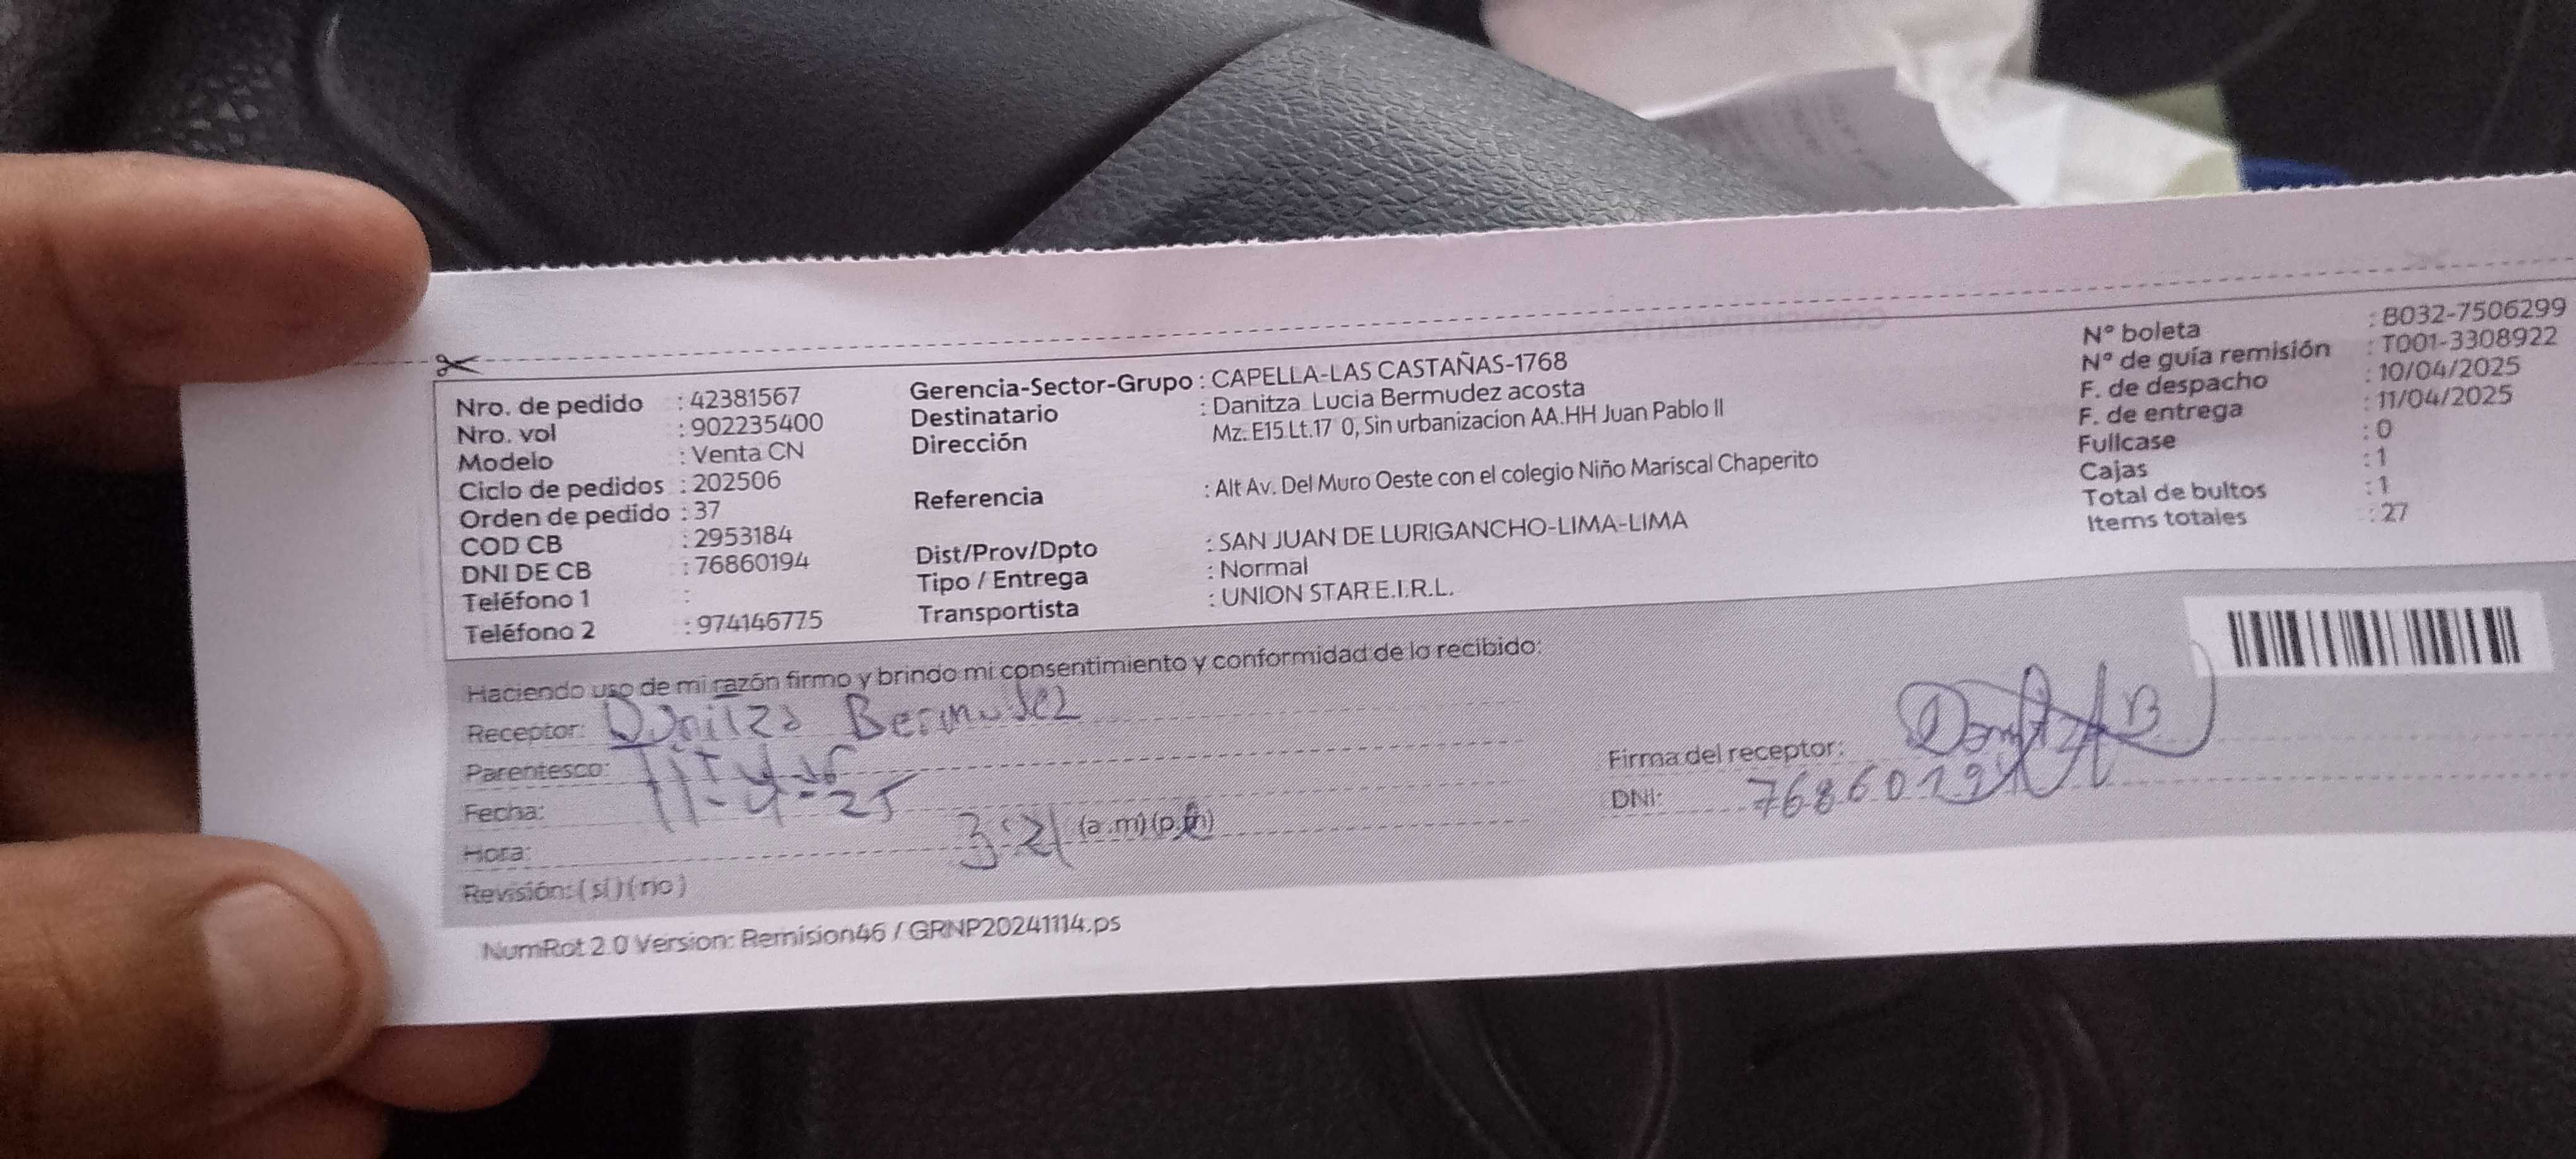 Nro. de pedido : 42381567
Nro. vol : 902235400
Modelo : Venta CN
Ciclo de pedidos : 202506
Orden de pedido : 37
COD CB : 2953184
DNI DE CB : 76860194
Teléfono 1 :
Teléfono 2 : 974146775
Gerencia-Sector-Grupo : CAPELLA-LAS CASTAÑAS-1768
Destinatario : Danitza Lucia Bermudez acosta
Dirección Mz. E15 Lt.17 0, Sin urbanizacion AA.HH Juan Pablo II
Referencia : Alt Av. Del Muro Oeste con el colegio Niño Mariscal Chaperito
Dist/Prov/Dpto : SAN JUAN DE LURIGANCHO-LIMA-LIMA
Tipo / Entrega : Normal
Transportista : UNION STAR E.I.R.L.
N° boleta : B032-7506299
N° de guía remisión : T001-3308922
F. de despacho : 10/04/2025
F. de entrega : 11/04/2025
Fullcase : 0
Cajas : 1
Total de bultos : 1
Items totales : 27
Haciendo uso de mi razón firmo y brindo mi consentimiento y conformidad de lo recibido:
Receptor: Danitza Bermudez
Parentesco: Tit
Fecha: 11-4-25
Hora: 3:21 (a.m) (p.m)
Revisión: (si) (no)
Firma del receptor: Danitza B
DNI: 76860194
NumRot 2.0 Version: Remision46 / GRNP20241114.ps